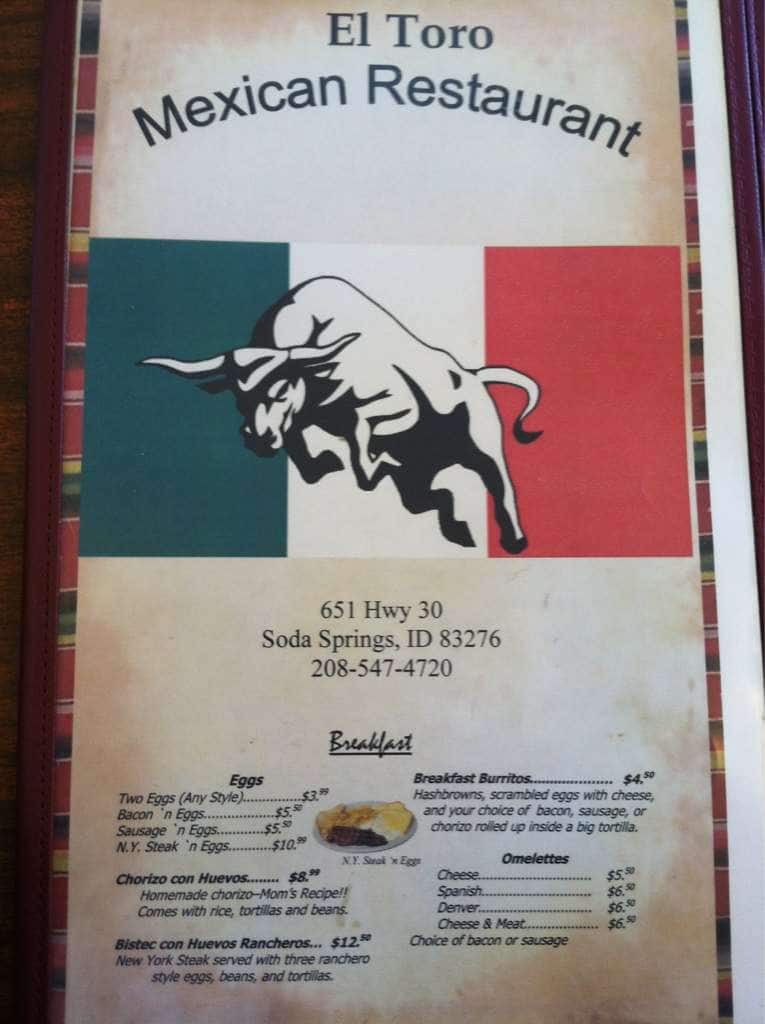 El Toro
Mexican Restaurant
651 Hwy 30
Soda Springs, ID 83276
208-547-4720
Breakfast
Eggs
Two Eggs (Any Style)...............$3.99
Bacon `n Eggs...............$5.50
Sausage `n Eggs...............$5.50
N.Y. Steak `n Eggs...........$10.99
N.Y. Steak `n Eggs
Chorizo con Huevos........ $8.99
Homemade chorizo–Mom's Recipe!!
Comes with rice, tortillas and beans.
Bistec con Huevos Rancheros... $12.50
New York Steak served with three ranchero
style eggs, beans, and tortillas.
Breakfast Burritos.................... $4.50
Hashbrowns, scrambled eggs with cheese,
and your choice of bacon, sausage, or
chorizo rolled up inside a big tortilla.
Omelettes
Cheese............................ $5.50
Spanish........................... $6.50
Denver............................ $6.50
Cheese & Meat.................. $6.50
Choice of bacon or sausage